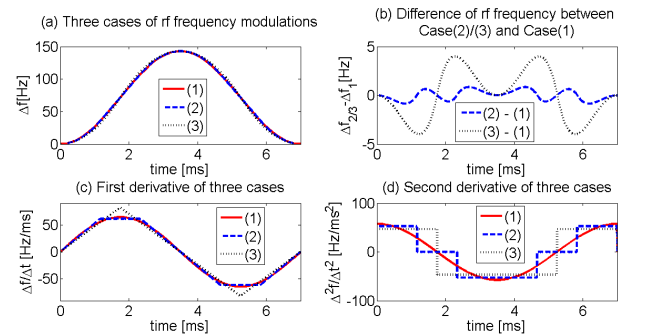 (a) Three cases of rf frequency modulations
150
100
50
0
Δf[Hz]
(1)
(2)
(3)
0 2 4 6
time [ms]
(b) Difference of rf frequency between
Case(2)/(3) and Case(1)
5
0
-5
Δf2/3-Δf1[Hz]
(2) - (1)
(3) - (1)
0 2 4 6
time [ms]
(c) First derivative of three cases
50
0
-50
Δf/Δt [Hz/ms]
(1)
(2)
(3)
0 2 4 6
time [ms]
(d) Second derivative of three cases
100
0
-100
Δ²f/Δt² [Hz/ms²]
(1)
(2)
(3)
0 2 4 6
time [ms]